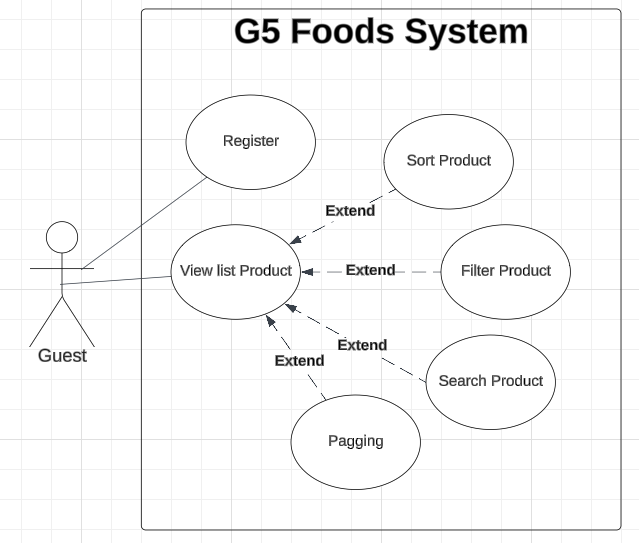 G5 Foods System
Register
Sort Product
Extend
View list Product
Extend
Filter Product
Extend
Extend
Search Product
Guest
Pagging